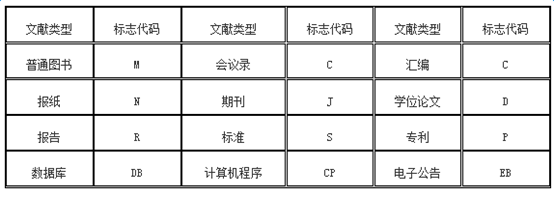 文献类型 标志代码 文献类型 标志代码 文献类型 标志代码
普通图书 M 会议录 C 汇编 C
报纸 N 期刊 J 学位论文 D
报告 R 标准 S 专利 P
数据库 DB 计算机程序 CP 电子公告 EB